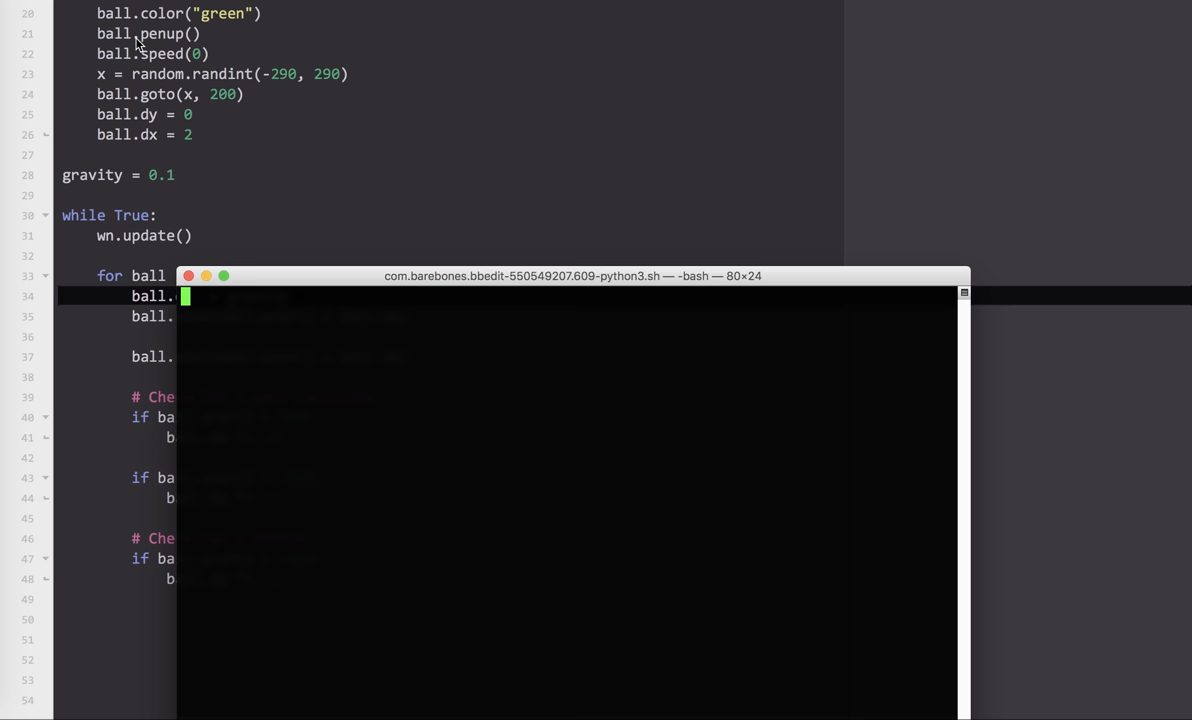 20 ball.color("green")
21 ball.penup()
22 ball.speed(0)
23 x = random.randint(-290, 290)
24 ball.goto(x, 200)
25 ball.dy = 0
26 ball.dx = 2
27
28 gravity = 0.1
29
30 while True:
31 wn.update()
32
33 for ball
com.barebones.bbedit-550549207.609-python3.sh — -bash — 80×24
34 ball.
35 ball.
36
37 ball.
38
39 # Che
40 if ba
41 b
42
43 if ba
44 b
45
46 # Che
47 if ba
48 b
49
50
51
52
53
54